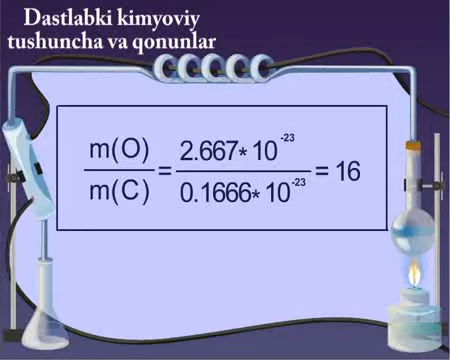 Dastlabki kimyoviy
tushuncha va qonunlar
m(O)/m(C) = 2.667*10^-23/0.1666*10^-23 = 16